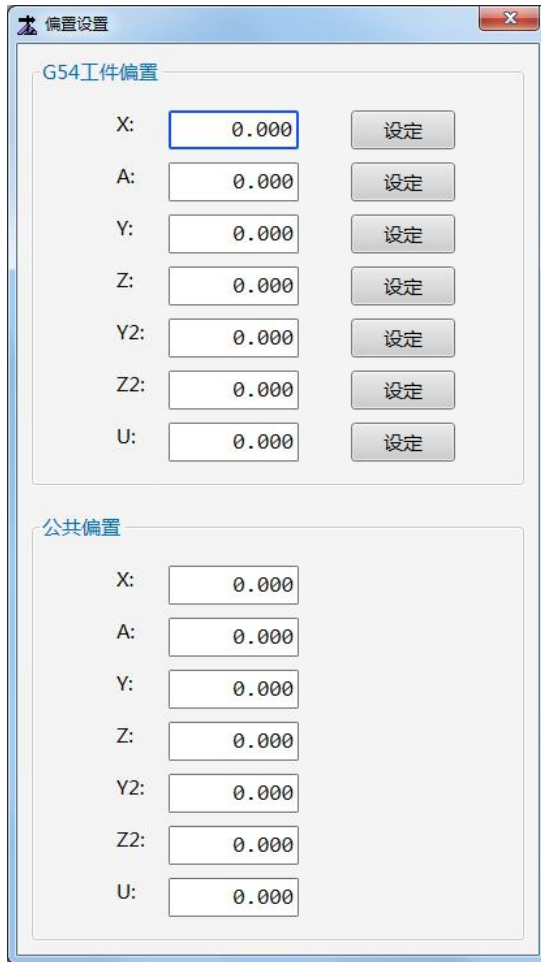 偏置设置
G54工件偏置
X: 0.000 设定
A: 0.000 设定
Y: 0.000 设定
Z: 0.000 设定
Y2: 0.000 设定
Z2: 0.000 设定
U: 0.000 设定
公共偏置
X: 0.000
A: 0.000
Y: 0.000
Z: 0.000
Y2: 0.000
Z2: 0.000
U: 0.000